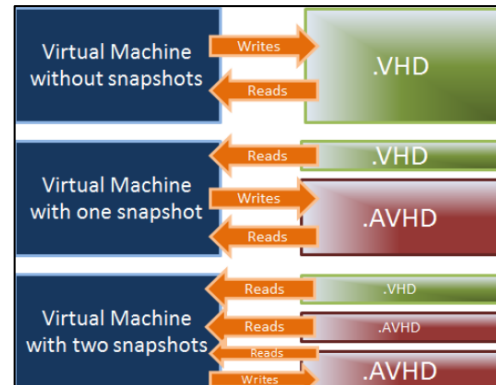 Virtual Machine
without snapshots
Writes
Reads
.VHD
Virtual Machine
with one snapshot
Reads
Writes
Reads
.VHD
.AVHD
Virtual Machine
with two snapshots
Reads
Reads
Reads
Writes
.VHD
.AVHD
.AVHD